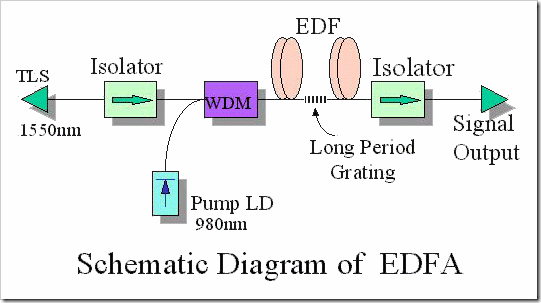 EDF
TLS
Isolator
Isolator
WDM
1550nm
Signal
Output
Long Period
Grating
Pump LD
980nm
Schematic Diagram of EDFA